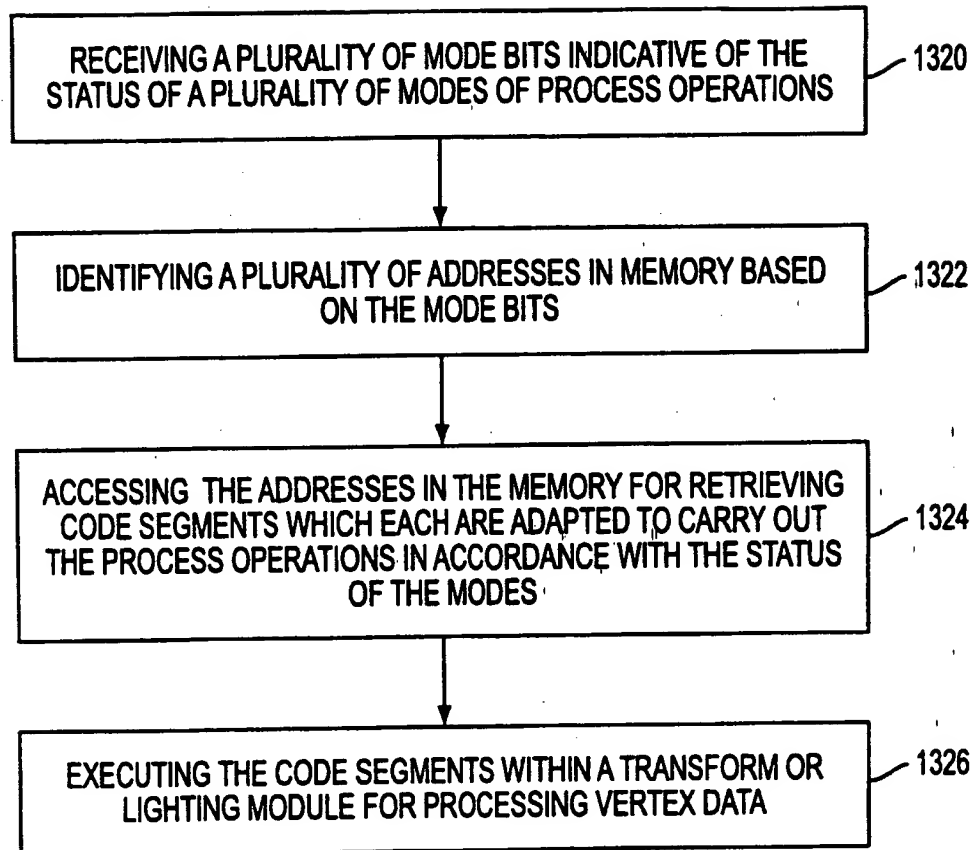 RECEIVING A PLURALITY OF MODE BITS INDICATIVE OF THE
STATUS OF A PLURALITY OF MODES OF PROCESS OPERATIONS
1320
IDENTIFYING A PLURALITY OF ADDRESSES IN MEMORY BASED
ON THE MODE BITS
1322
ACCESSING THE ADDRESSES IN THE MEMORY FOR RETRIEVING
CODE SEGMENTS WHICH EACH ARE ADAPTED TO CARRY OUT
THE PROCESS OPERATIONS IN ACCORDANCE WITH THE STATUS
OF THE MODES
1324
EXECUTING THE CODE SEGMENTS WITHIN A TRANSFORM OR
LIGHTING MODULE FOR PROCESSING VERTEX DATA
1326